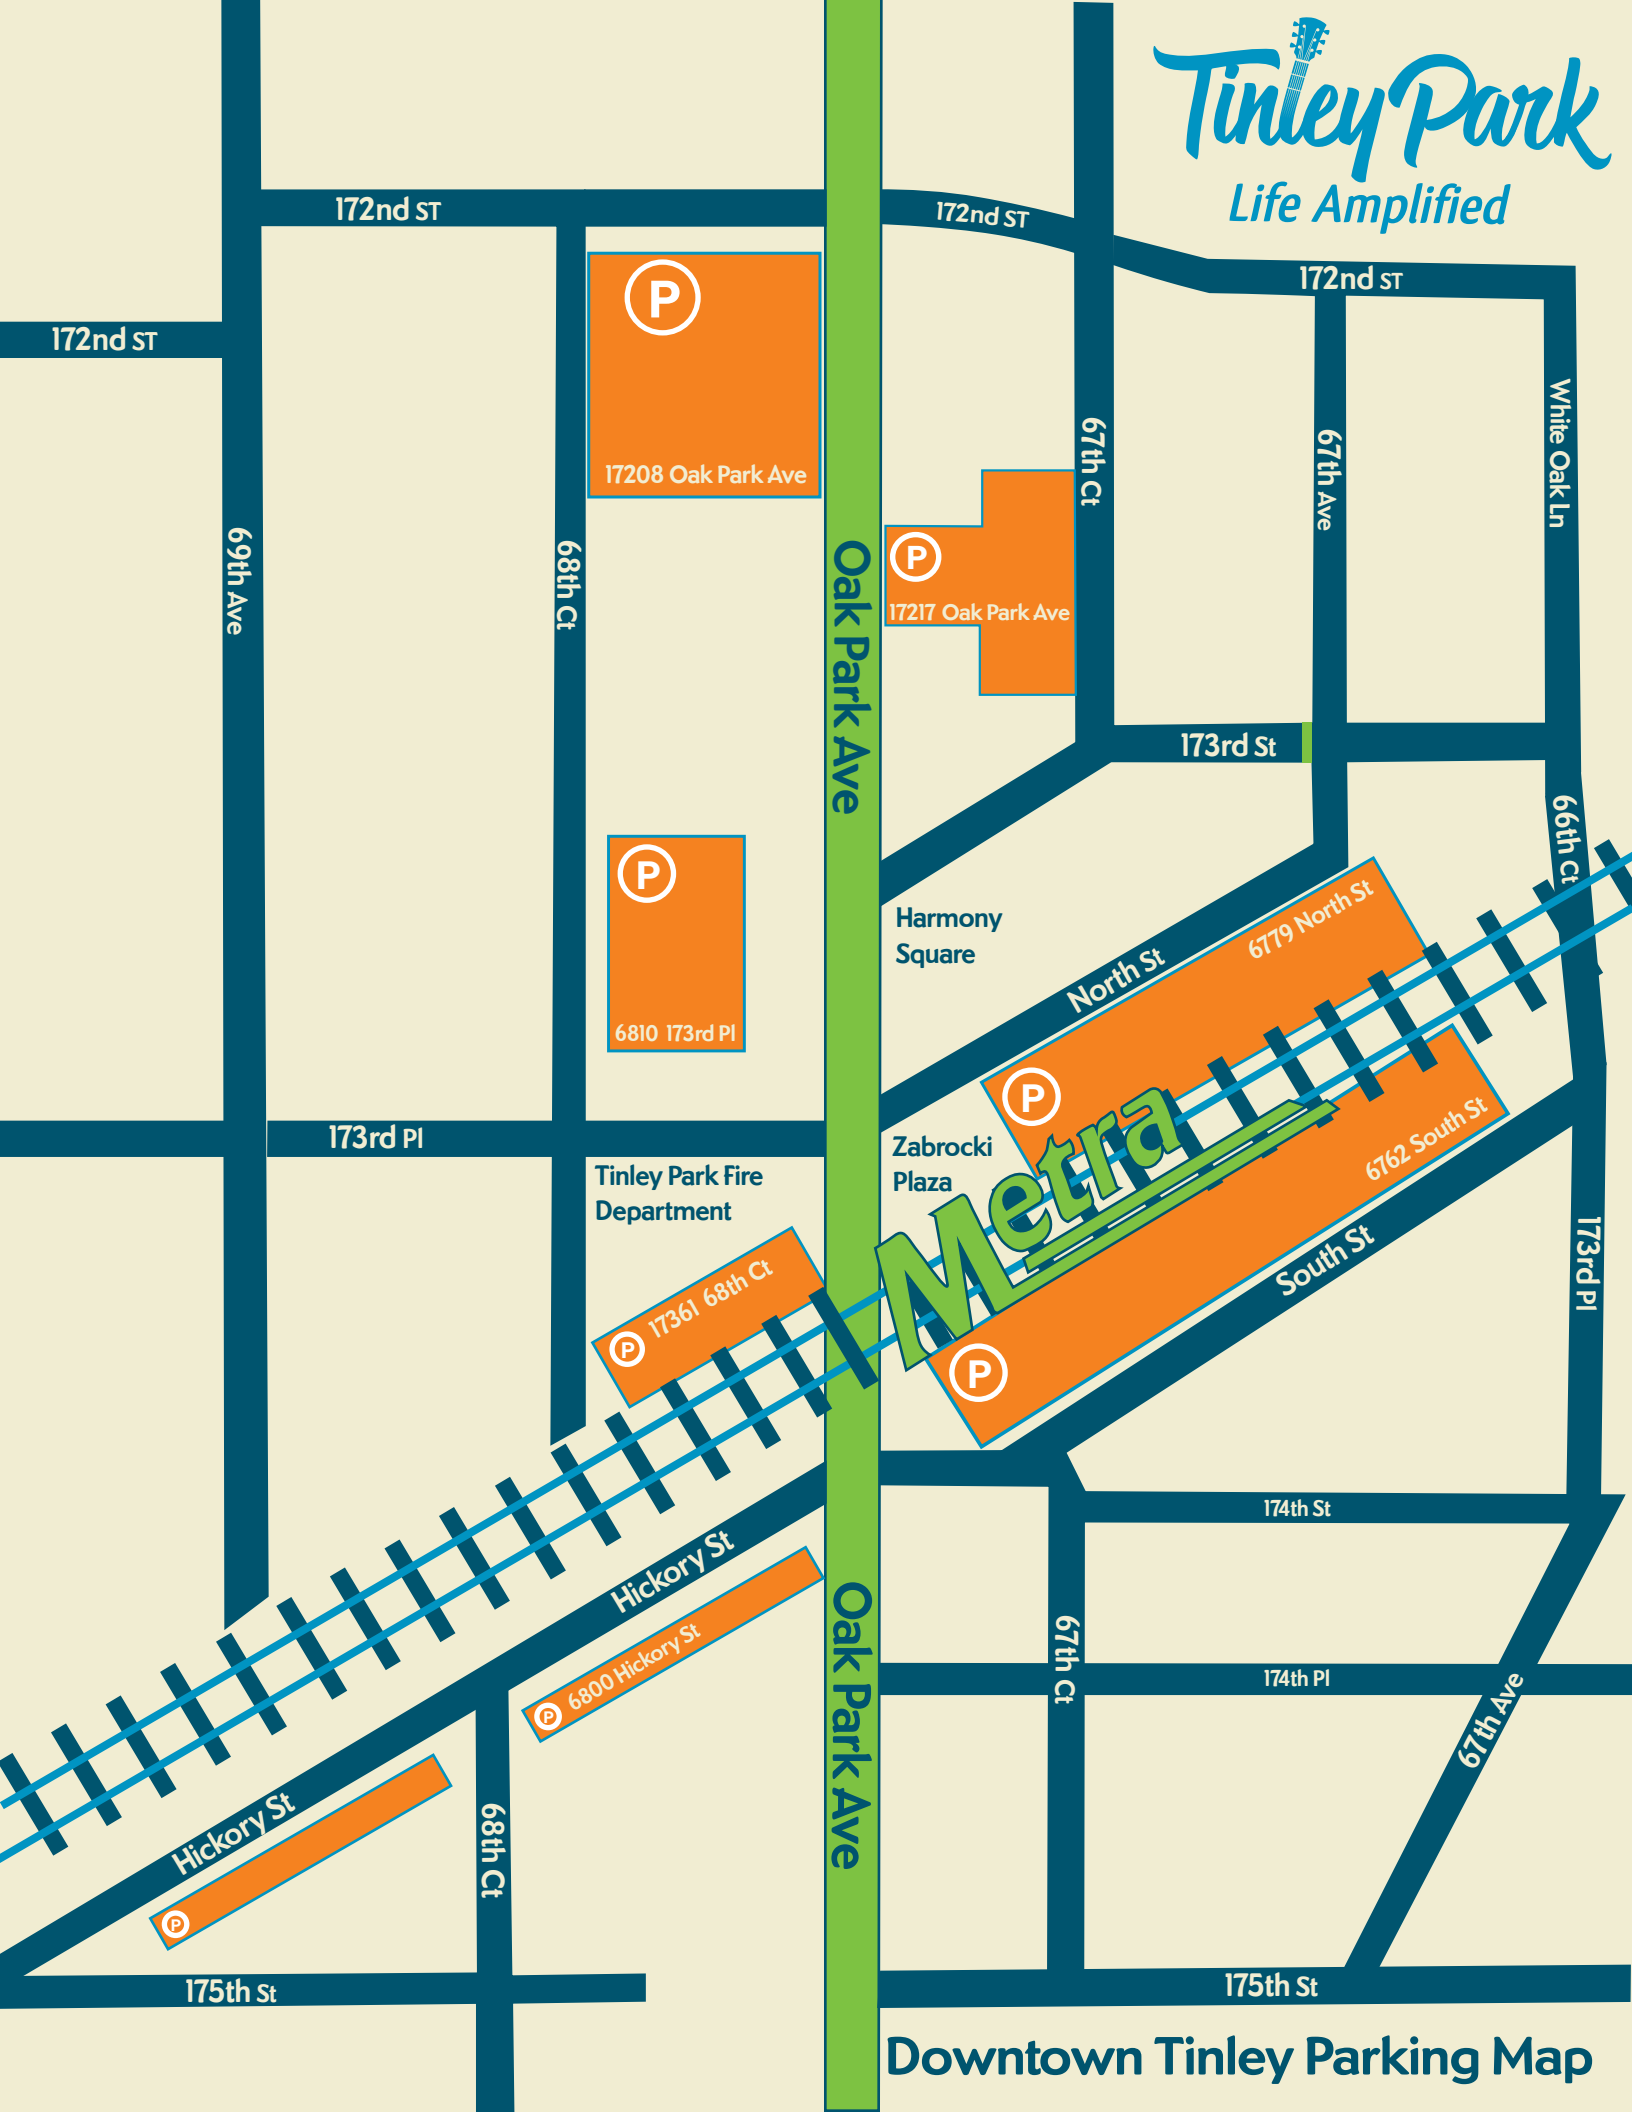 Tinley Park
Life Amplified
172nd ST
172nd ST
172nd ST
172nd ST
P
17208 Oak Park Ave
69th Ave
68th Ct
Oak Park Ave
67th Ct
67th Ave
White Oak Ln
P
17217 Oak Park Ave
173rd St
66th Ct
P
6810 173rd Pl
Harmony
Square
North St
6779 North St
P
173rd Pl
Tinley Park Fire
Department
Zabrocki
Plaza
Metra
6762 South St
P
South St
173rd Pl
P
17361 68th Ct
174th St
Hickory St
P
6800 Hickory St
Oak Park Ave
67th Ct
174th Pl
67th Ave
Hickory St
P
68th Ct
175th St
175th St
Downtown Tinley Parking Map